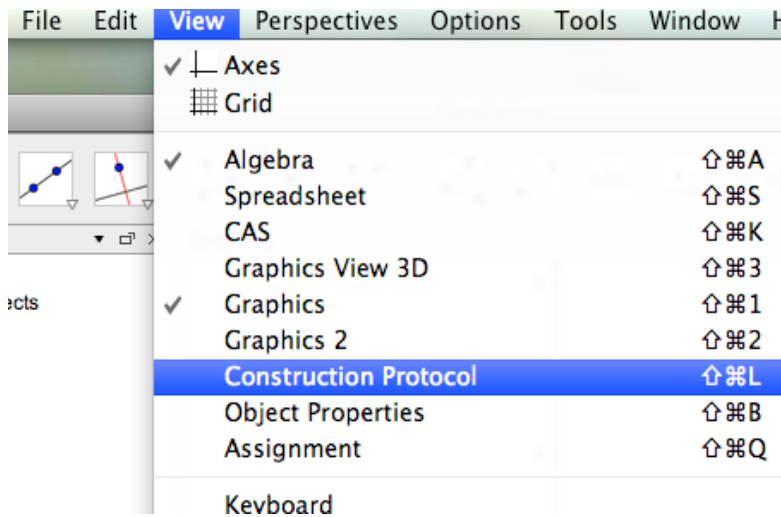 File Edit View Perspectives Options Tools Window
✓ Axes
Grid
✓ Algebra ⇧⌘A
Spreadsheet ⇧⌘S
CAS ⇧⌘K
Graphics View 3D ⇧⌘3
ects
✓ Graphics ⇧⌘1
Graphics 2 ⇧⌘2
Construction Protocol ⇧⌘L
Object Properties ⇧⌘B
Assignment ⇧⌘Q
Keyboard